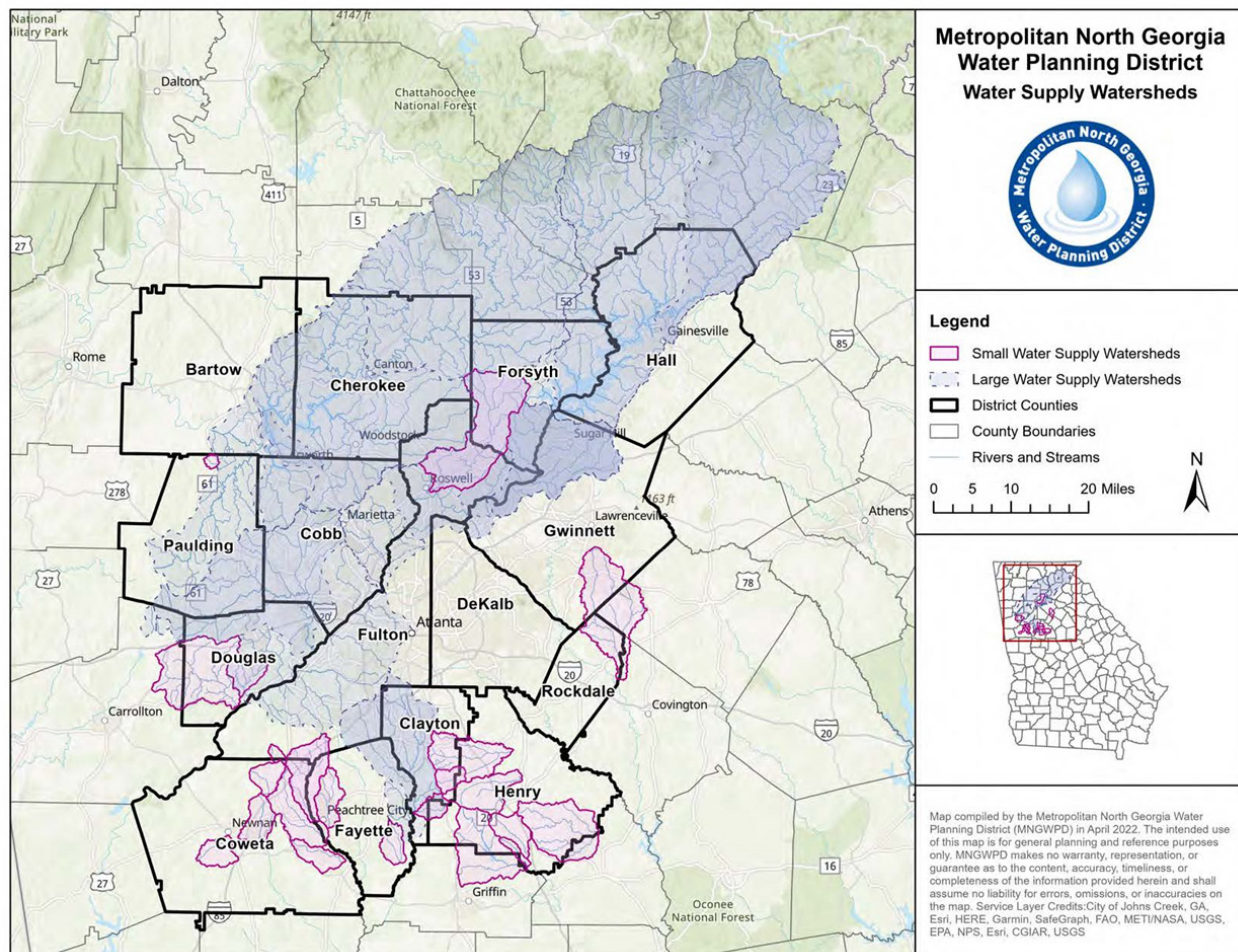 National
ilitary Park
4147 ft
Dalton
Chattahoochee
National Forest
19
23
411
5
27
53
53
Gainesville
85
Rome
Bartow
Canton
Cherokee
Forsyth
Hall
Woodstock
Sugar Hill
worth
61
Roswell
278
Marietta
Lawrenceville
Athens
Gwinnett
Cobb
Paulding
27
61
20
78
DeKalb
Fulton
Atlanta
Douglas
20
Rockdale
Carrollton
Clayton
Covington
20
Henry
Newnan
Peachtree City
20
Coweta
Fayette
16
27
Griffin
85
Oconee
National Forest
Metropolitan North Georgia
Water Planning District
Water Supply Watersheds
Metropolitan North Georgia
Water Planning District
Legend
Small Water Supply Watersheds
Large Water Supply Watersheds
District Counties
County Boundaries
Rivers and Streams
N
0 5 10 20 Miles
Map compiled by the Metropolitan North Georgia Water
Planning District (MNGWPD) in April 2022. The intended use
of this map is for general planning and reference purposes
only. MNGWPD makes no warranty, representation, or
guarantee as to the content, accuracy, timeliness, or
completeness of the information provided herein and shall
assume no liability for errors, omissions, or inaccuracies on
the map. Service Layer Credits:City of Johns Creek, GA,
Esri, HERE, Garmin, SafeGraph, FAO, METI/NASA, USGS,
EPA, NPS, Esri, CGIAR, USGS